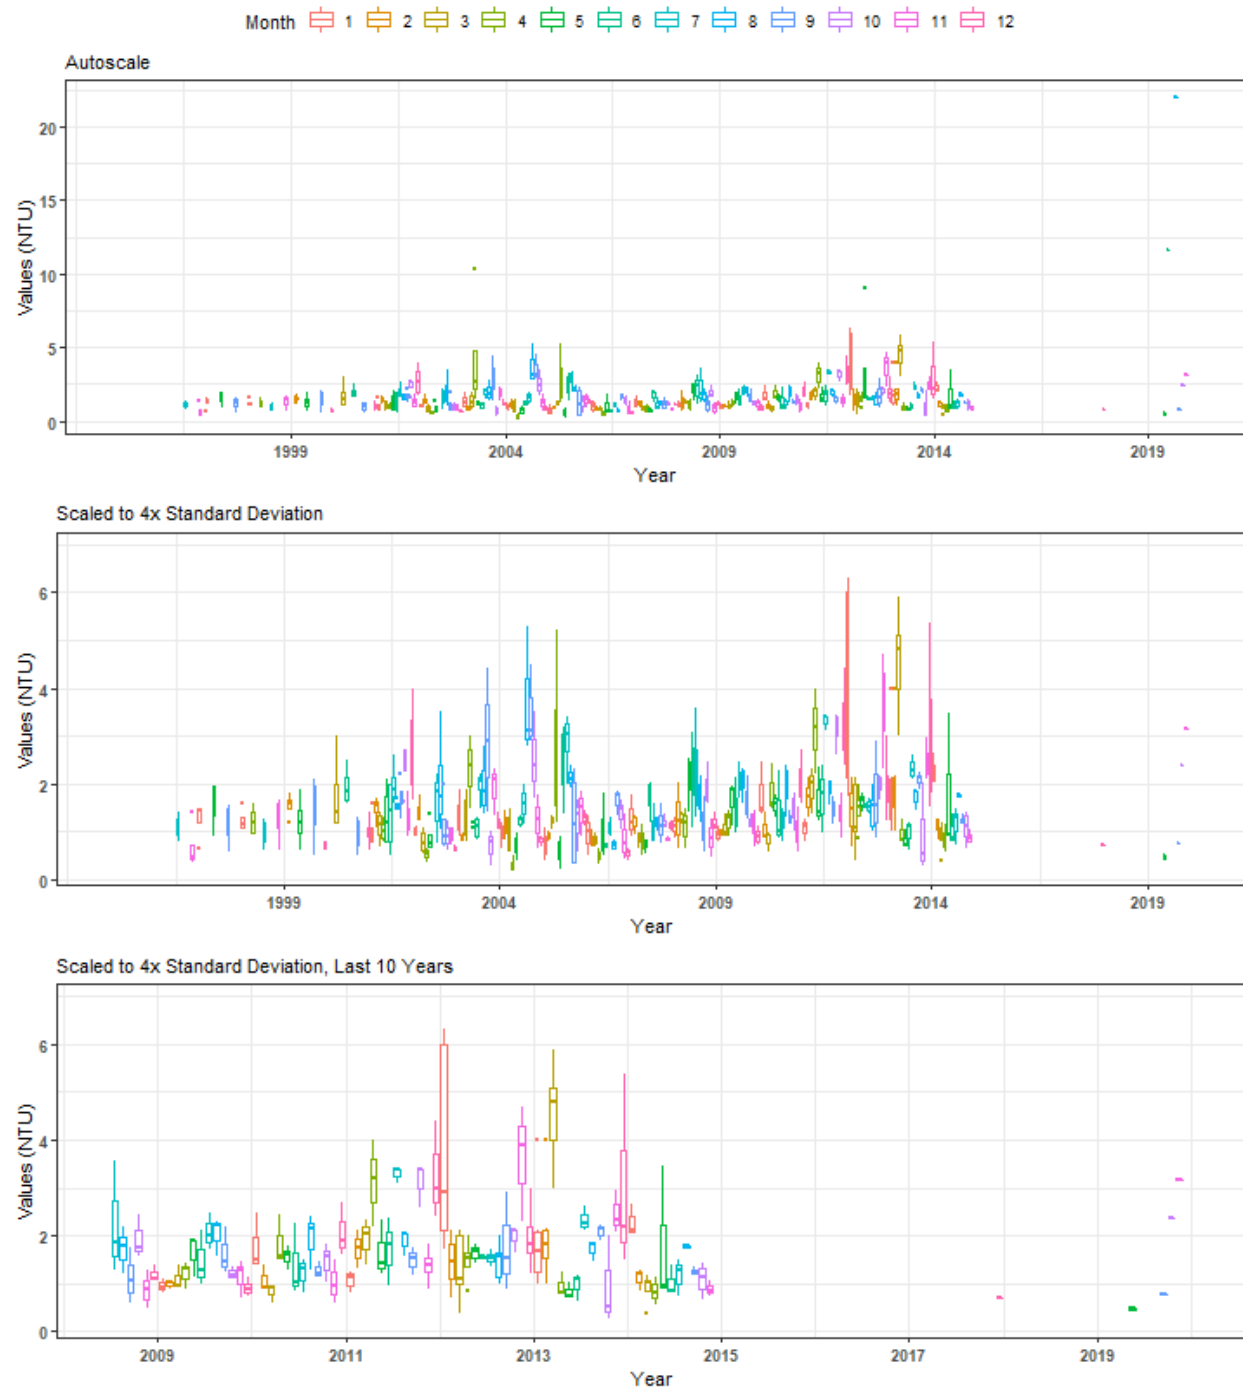 Month 1 2 3 4 5 6 7 8 9 10 11 12
Autoscale
Values (NTU)
20
15
10
5
0
1999 2004 2009 2014 2019
Year
Scaled to 4x Standard Deviation
Values (NTU)
6
4
2
0
1999 2004 2009 2014 2019
Year
Scaled to 4x Standard Deviation, Last 10 Years
Values (NTU)
6
4
2
0
2009 2011 2013 2015 2017 2019
Year